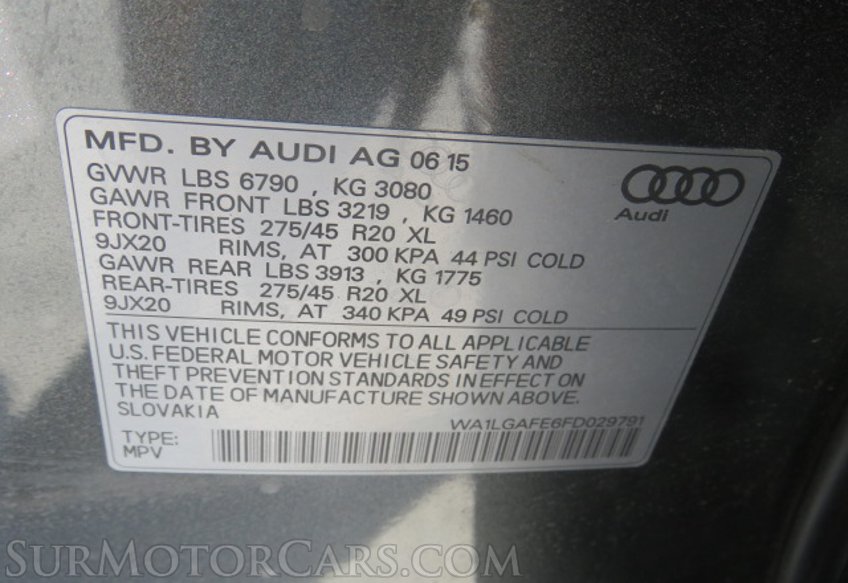 MFD. BY AUDI AG 06 15
GVWR LBS 6790 , KG 3080
GAWR FRONT LBS 3219 , KG 1460
FRONT-TIRES 275/45 R20 XL
9JX20 RIMS, AT 300 KPA 44 PSI COLD
GAWR REAR LBS 3913 , KG 1775
REAR-TIRES 275/45 R20 XL
9JX20 RIMS, AT 340 KPA 49 PSI COLD
Audi
THIS VEHICLE CONFORMS TO ALL APPLICABLE
U.S. FEDERAL MOTOR VEHICLE SAFETY AND
THEFT PREVENTION STANDARDS IN EFFECT ON
THE DATE OF MANUFACTURE SHOWN ABOVE.
SLOVAKIA
WA1LGAFE6FD029791
TYPE:
MPV
SURMOTORCARS.COM